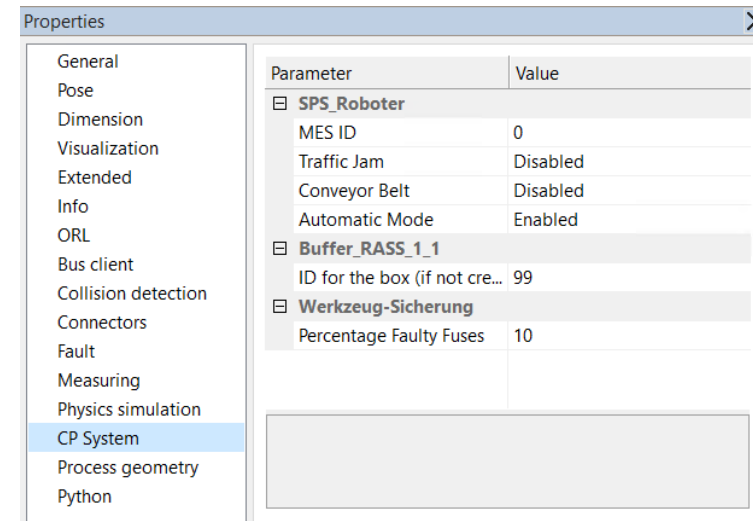 Properties
General
Pose
Dimension
Visualization
Extended
Info
ORL
Bus client
Collision detection
Connectors
Fault
Measuring
Physics simulation
CP System
Process geometry
Python
Parameter Value
SPS_Roboter
MES ID 0
Traffic Jam Disabled
Conveyor Belt Disabled
Automatic Mode Enabled
Buffer_RASS_1_1
ID for the box (if not cre... 99
Werkzeug-Sicherung
Percentage Faulty Fuses 10